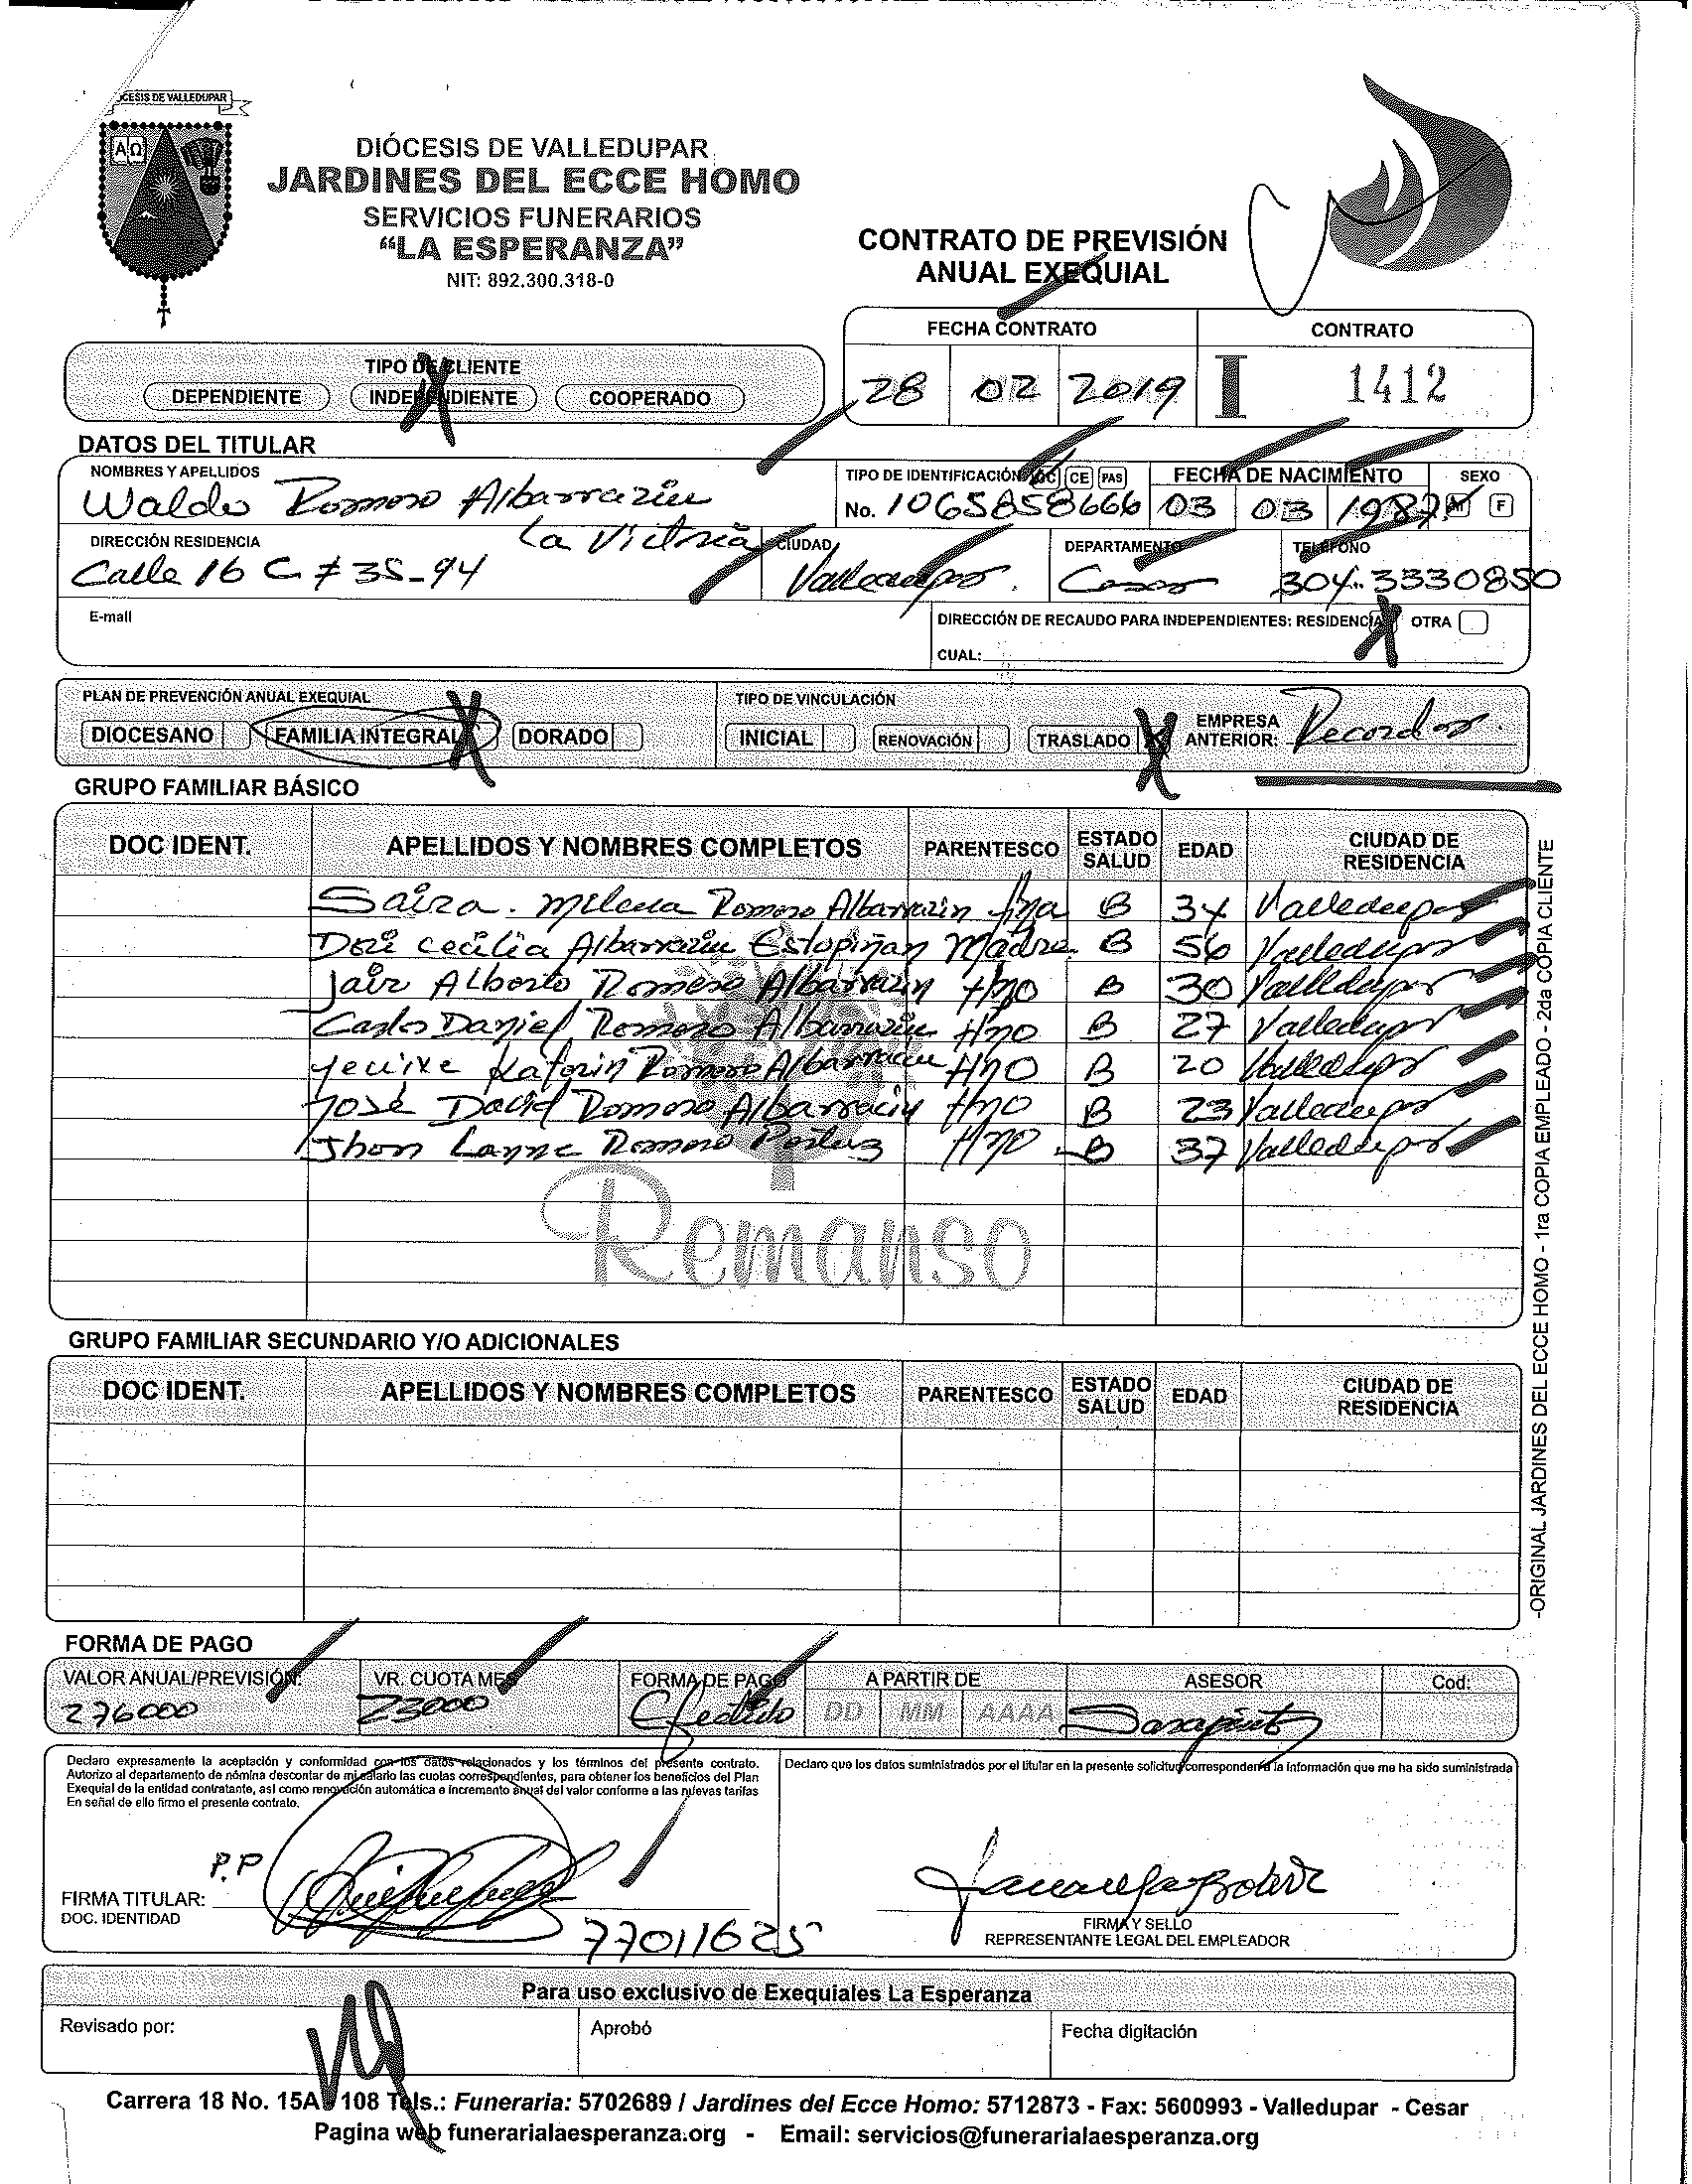 DIÓCESIS DE VALLEDUPAR
ΑΩ
DIÓCESIS DE VALLEDUPAR
JARDINES DEL ECCE HOMO
SERVICIOS FUNERARIOS
“LA ESPERANZA”
NIT: 892.300.318-0
CONTRATO DE PREVISIÓN
ANUAL EXEQUIAL
FECHA CONTRATO CONTRATO
28 02 2019 I 1412
TIPO DE CLIENTE
DEPENDIENTE INDEPENDIENTE X COOPERADO
DATOS DEL TITULAR
NOMBRES Y APELLIDOS TIPO DE IDENTIFICACIÓN CC CE PAS FECHA DE NACIMIENTO SEXO
Waldo Romero Albarrazin No. 1065858666 03 03 1987 M F
DIRECCIÓN RESIDENCIA La Victoria CIUDAD DEPARTAMENTO TELÉFONO
Calle 16 C # 35-94 Valledupar. Cesar 304-3330850
E-mail DIRECCIÓN DE RECAUDO PARA INDEPENDIENTES: RESIDENCIA X OTRA
CUAL:
PLAN DE PREVENCIÓN ANUAL EXEQUIAL TIPO DE VINCULACIÓN
DIOCESANO FAMILIA INTEGRAL X DORADO INICIAL RENOVACIÓN TRASLADO X EMPRESA ANTERIOR: Recordar.
GRUPO FAMILIAR BÁSICO
DOC IDENT. APELLIDOS Y NOMBRES COMPLETOS PARENTESCO ESTADO SALUD EDAD CIUDAD DE RESIDENCIA
Saira. milena Romero Albarrazin Hna B 34 Valledupar
Cecilia Albarrazin Estopiñan Madre B 56 Valledupar
Jair Alberto Romero Albarrazin Hno B 30 Valledupar
Carlos Daniel Romero Albarrazin Hno B 27 Valledupar
Katorin Romero Albarracin Hno B 20 Valledupar
José David Romero Albarracin Hno B 23 Valledupar
Jhon Romero Hno B 37 Valledupar
Remanso
GRUPO FAMILIAR SECUNDARIO Y/O ADICIONALES
DOC IDENT. APELLIDOS Y NOMBRES COMPLETOS PARENTESCO ESTADO SALUD EDAD CIUDAD DE RESIDENCIA
-ORIGINAL JARDINES DEL ECCE HOMO - 1ra COPIA EMPLEADO - 2da COPIA CLIENTE
FORMA DE PAGO
VALOR ANUAL/PREVISIÓN: VR. CUOTA MES FORMA DE PAGO A PARTIR DE ASESOR Cod:
276000 23000 Efectivo DD MM AAAA
Declaro expresamente la aceptación y conformidad con los datos relacionados y los términos del presente contrato.
Autorizo al departamento de nómina descontar de mi salario las cuotas correspondientes, para obtener los beneficios del Plan
Exequial de la entidad contratante, así como renovación automática e incremento anual del valor conforme a las nuevas tarifas
En señal de ello firmo el presente contrato.
Declaro que los datos suministrados por el titular en la presente solicitud corresponden a la información que me ha sido suministrada
P.P
FIRMA TITULAR:
DOC. IDENTIDAD
77011625
FIRMA Y SELLO
REPRESENTANTE LEGAL DEL EMPLEADOR
Para uso exclusivo de Exequiales La Esperanza
Revisado por: Aprobó Fecha digitación
Carrera 18 No. 15A 108 Tels.: Funeraria: 5702689 / Jardines del Ecce Homo: 5712873 - Fax: 5600993 - Valledupar - Cesar
Pagina web funerarialaesperanza.org - Email: servicios@funerarialaesperanza.org